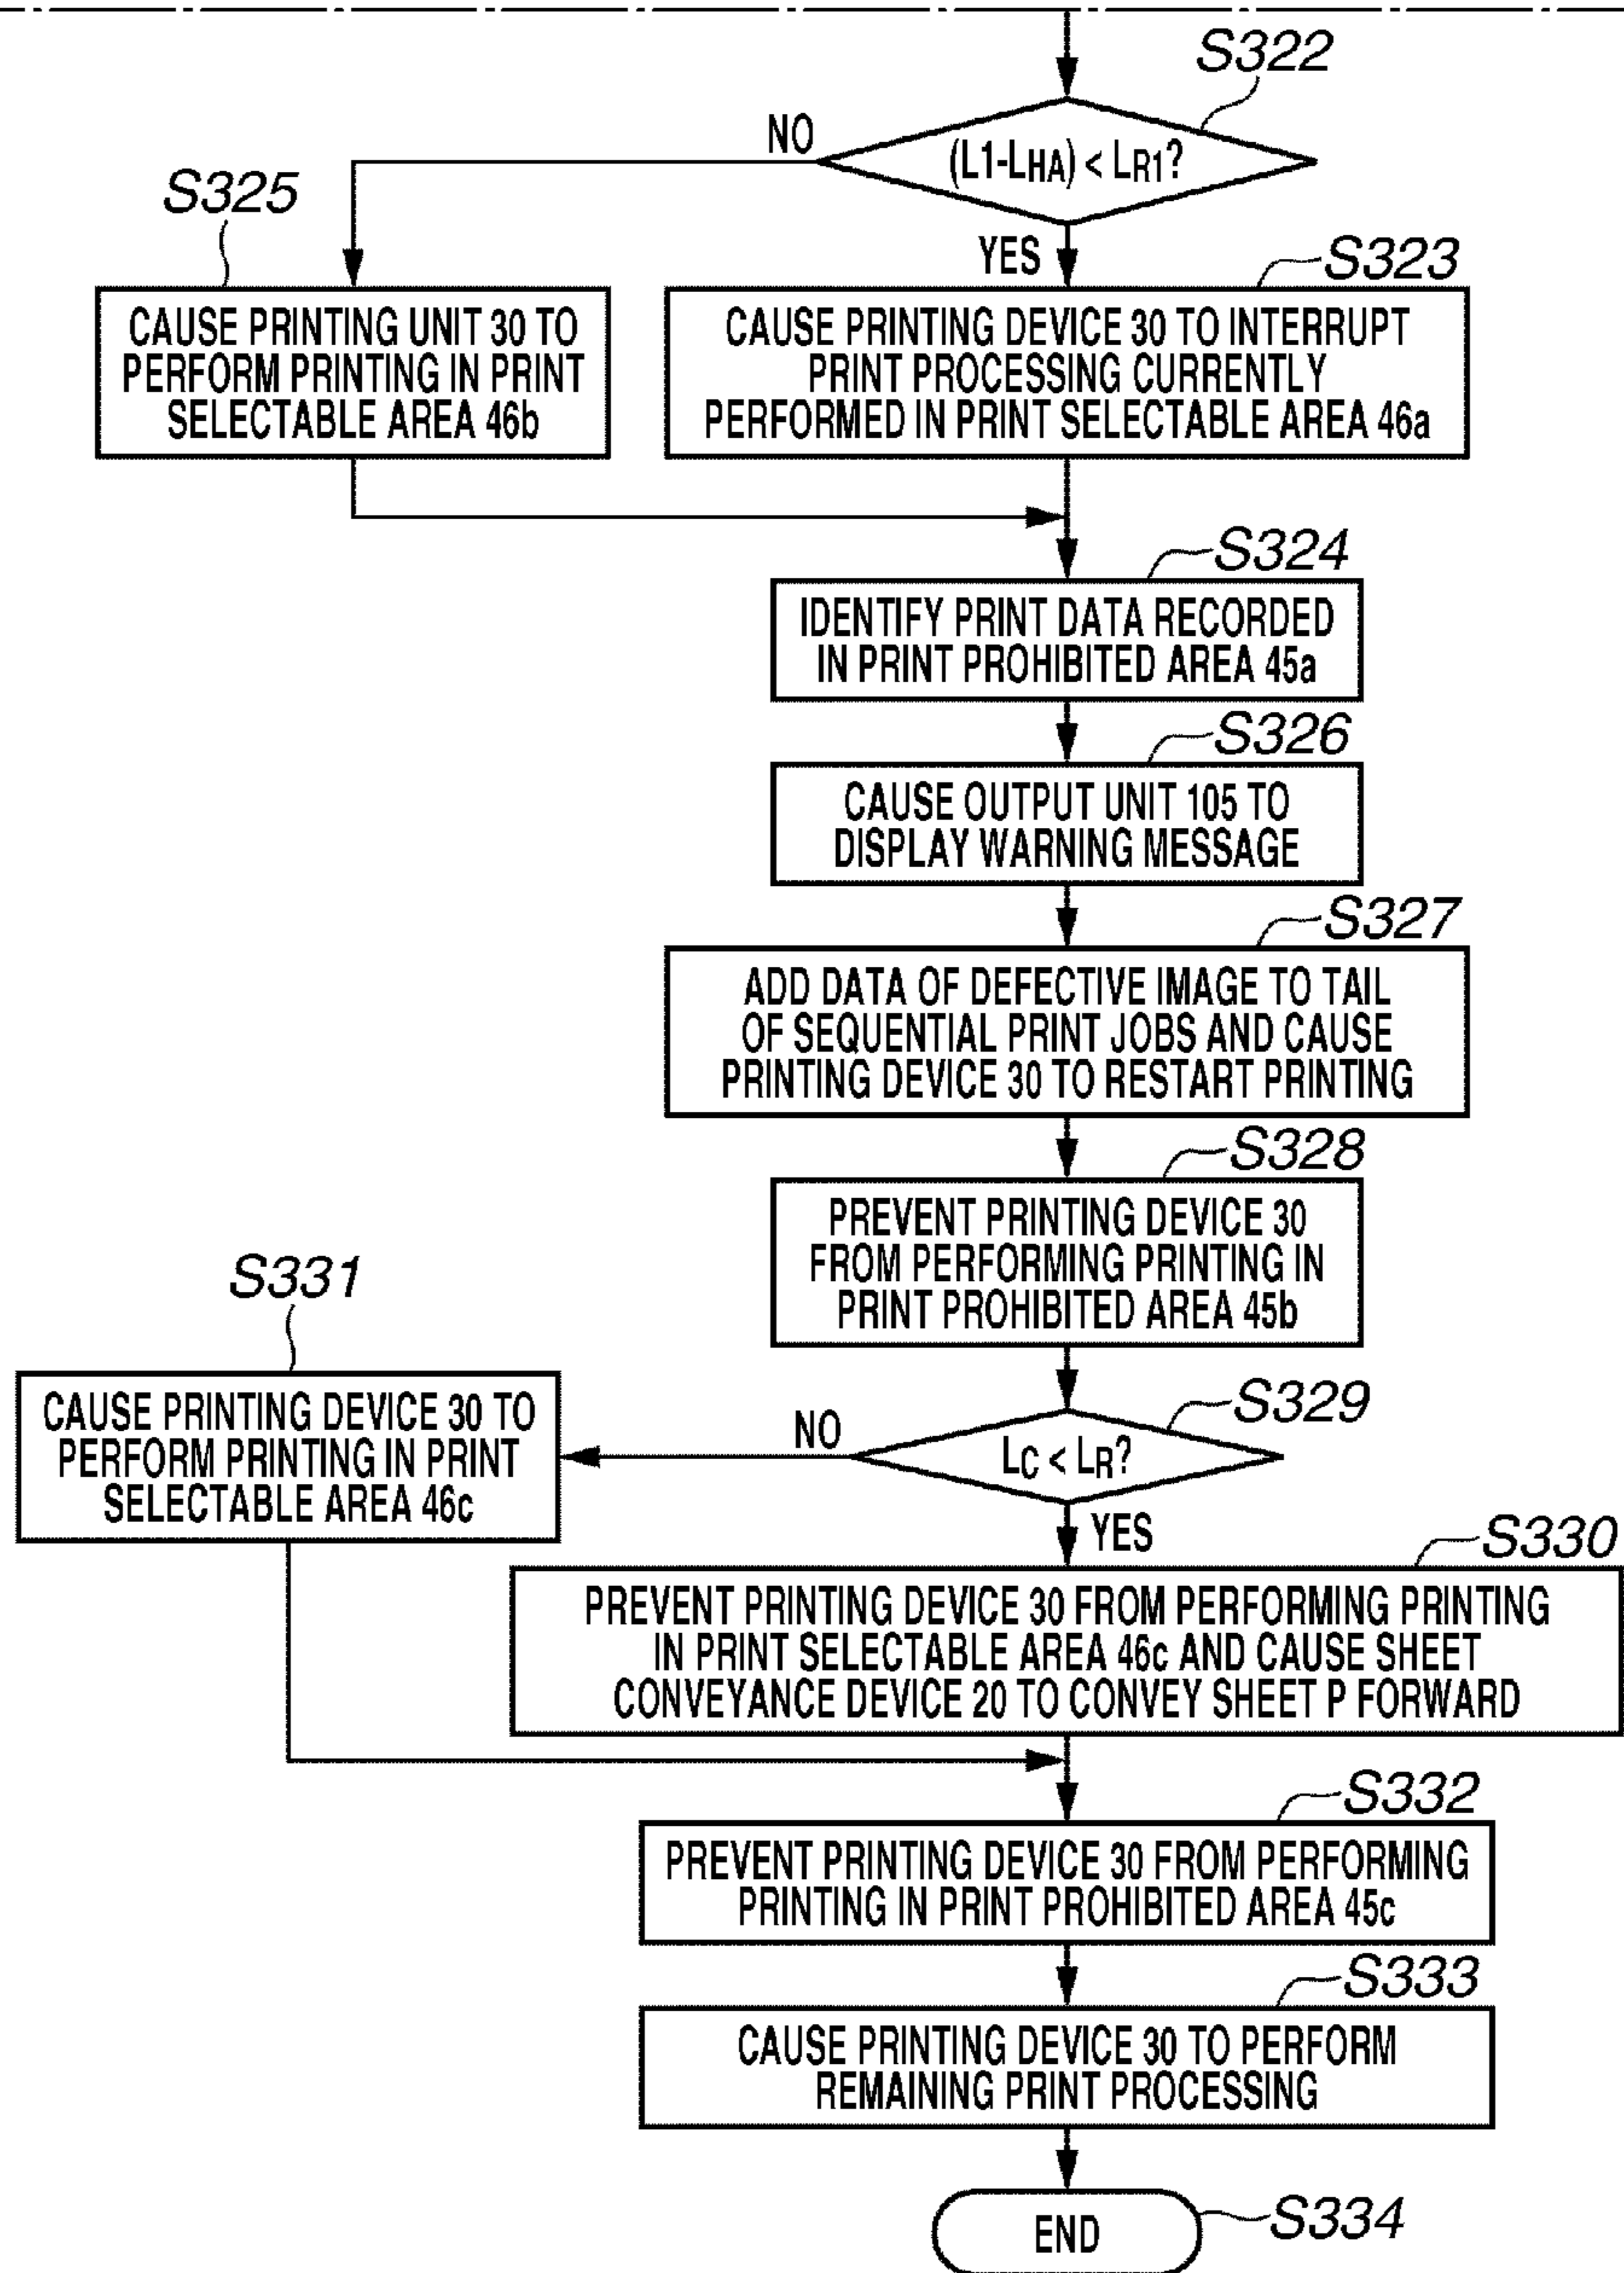 S322
(L1-LHA) < LR1?
NO
YES
S325
CAUSE PRINTING UNIT 30 TO
PERFORM PRINTING IN PRINT
SELECTABLE AREA 46b
S323
CAUSE PRINTING DEVICE 30 TO INTERRUPT
PRINT PROCESSING CURRENTLY
PERFORMED IN PRINT SELECTABLE AREA 46a
S324
IDENTIFY PRINT DATA RECORDED
IN PRINT PROHIBITED AREA 45a
S326
CAUSE OUTPUT UNIT 105 TO
DISPLAY WARNING MESSAGE
S327
ADD DATA OF DEFECTIVE IMAGE TO TAIL
OF SEQUENTIAL PRINT JOBS AND CAUSE
PRINTING DEVICE 30 TO RESTART PRINTING
S328
PREVENT PRINTING DEVICE 30
FROM PERFORMING PRINTING IN
PRINT PROHIBITED AREA 45b
S329
LC < LR?
NO
YES
S331
CAUSE PRINTING DEVICE 30 TO
PERFORM PRINTING IN PRINT
SELECTABLE AREA 46c
S330
PREVENT PRINTING DEVICE 30 FROM PERFORMING PRINTING
IN PRINT SELECTABLE AREA 46c AND CAUSE SHEET
CONVEYANCE DEVICE 20 TO CONVEY SHEET P FORWARD
S332
PREVENT PRINTING DEVICE 30 FROM PERFORMING
PRINTING IN PRINT PROHIBITED AREA 45c
S333
CAUSE PRINTING DEVICE 30 TO PERFORM
REMAINING PRINT PROCESSING
END
S334